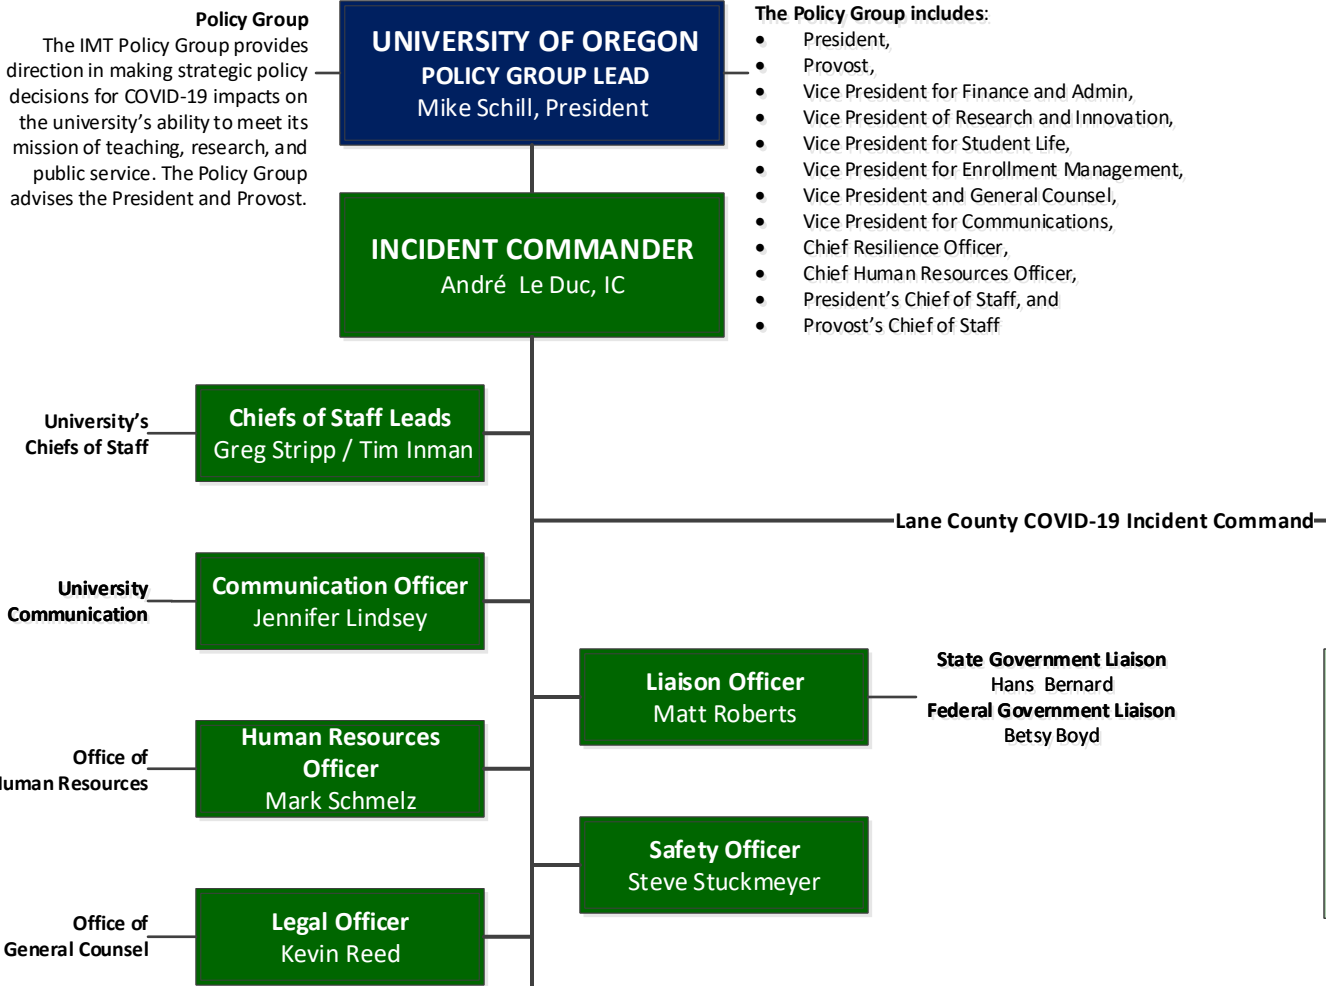 Policy Group
The IMT Policy Group provides
direction in making strategic policy
decisions for COVID-19 impacts on
the university's ability to meet its
mission of teaching, research, and
public service. The Policy Group
advises the President and Provost.
UNIVERSITY OF OREGON
POLICY GROUP LEAD
Mike Schill, President
The Policy Group includes:
• President,
• Provost,
• Vice President for Finance and Admin,
• Vice President of Research and Innovation,
• Vice President for Student Life,
• Vice President for Enrollment Management,
• Vice President and General Counsel,
• Vice President for Communications,
• Chief Resilience Officer,
• Chief Human Resources Officer,
• President's Chief of Staff, and
• Provost's Chief of Staff
INCIDENT COMMANDER
André Le Duc, IC
University's
Chiefs of Staff
Chiefs of Staff Leads
Greg Stripp / Tim Inman
Lane County COVID-19 Incident Command
University
Communication
Communication Officer
Jennifer Lindsey
Liaison Officer
Matt Roberts
State Government Liaison
Hans Bernard
Federal Government Liaison
Betsy Boyd
Office of
Human Resources
Human Resources
Officer
Mark Schmelz
Safety Officer
Steve Stuckmeyer
Office of
General Counsel
Legal Officer
Kevin Reed